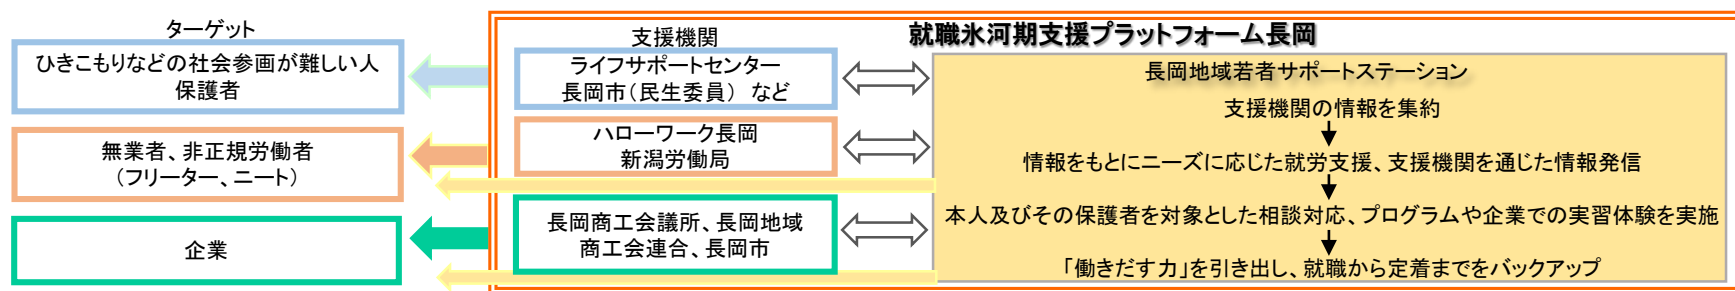 ターゲット
ひきこもりなどの社会参画が難しい人
保護者
無業者、非正規労働者
（フリーター、ニート）
企業
就職氷河期支援プラットフォーム長岡
支援機関
ライフサポートセンター
長岡市（民生委員） など
ハローワーク長岡
新潟労働局
長岡商工会議所、長岡地域
商工会連合、長岡市
長岡地域若者サポートステーション
支援機関の情報を集約
情報をもとにニーズに応じた就労支援、支援機関を通じた情報発信
本人及びその保護者を対象とした相談対応、プログラムや企業での実習体験を実施
「働きだす力」を引き出し、就職から定着までをバックアップ